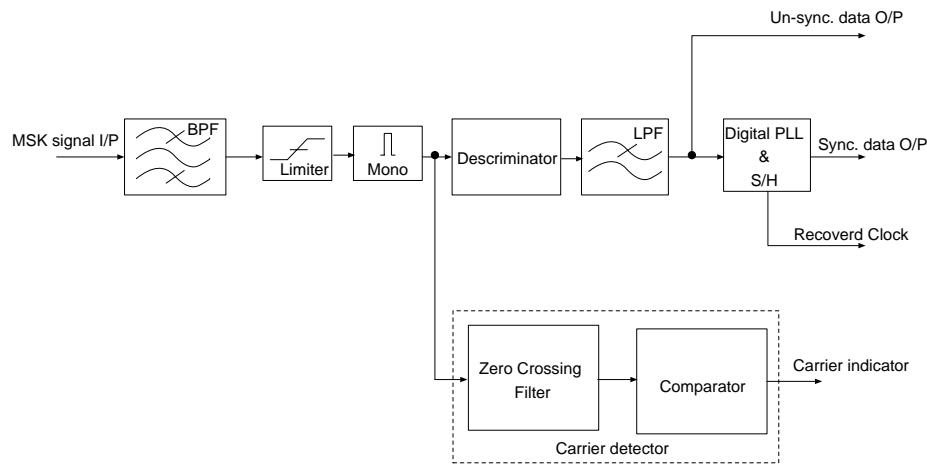 Un-sync. data O/P
MSK signal I/P
BPF
Limiter
Mono
Descriminator
LPF
Digital PLL
&
S/H
Sync. data O/P
Recoverd Clock
Zero Crossing
Filter
Comparator
Carrier indicator
Carrier detector